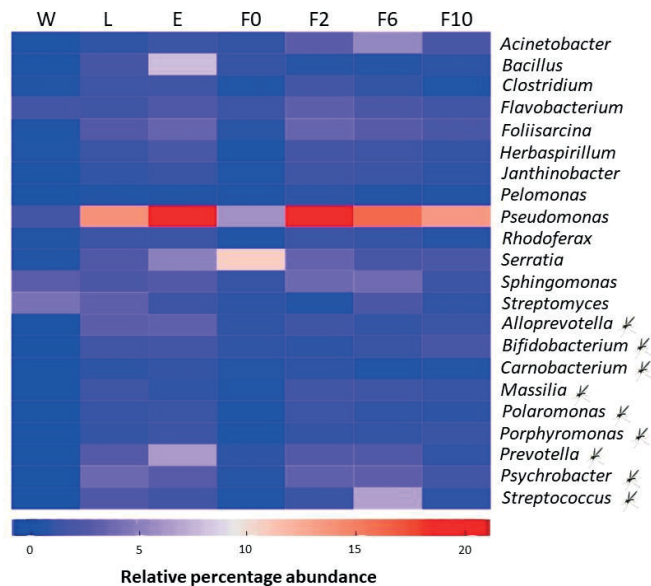 W L E F0 F2 F6 F10
Acinetobacter
Bacillus
Clostridium
Flavobacterium
Foliisarcina
Herbaspirillum
Janthinobacter
Pelomonas
Pseudomonas
Rhodoferax
Serratia
Sphingomonas
Streptomyces
Alloprevotella
Bifidobacterium
Carnobacterium
Massilia
Polaromonas
Porphyromonas
Prevotella
Psychrobacter
Streptococcus
0 5 10 15 20
Relative percentage abundance